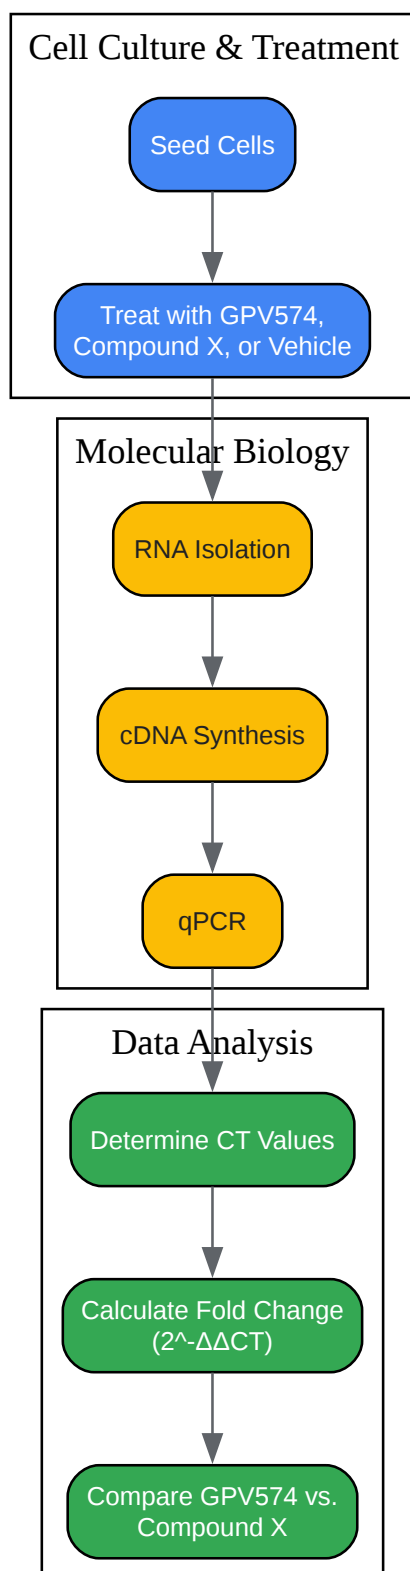 Cell Culture & Treatment
Seed Cells
Treat with GPV574,
Compound X, or Vehicle
Molecular Biology
RNA Isolation
cDNA Synthesis
qPCR
Data Analysis
Determine CT Values
Calculate Fold Change
(2^-ΔΔCT)
Compare GPV574 vs.
Compound X